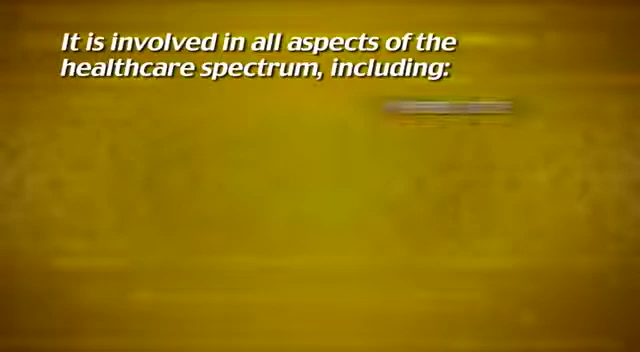 It is involved in all aspects of the
healthcare spectrum, including: